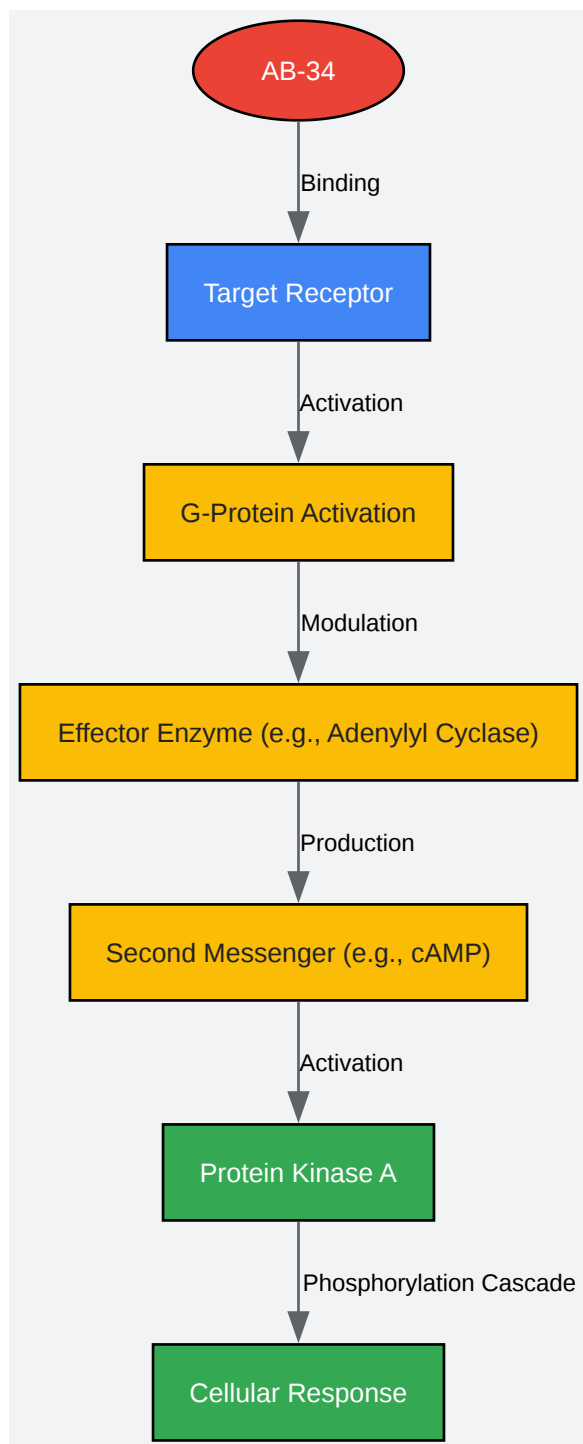 AB-34
Binding
Target Receptor
Activation
G-Protein Activation
Modulation
Effector Enzyme (e.g., Adenylyl Cyclase)
Production
Second Messenger (e.g., cAMP)
Activation
Protein Kinase A
Phosphorylation Cascade
Cellular Response